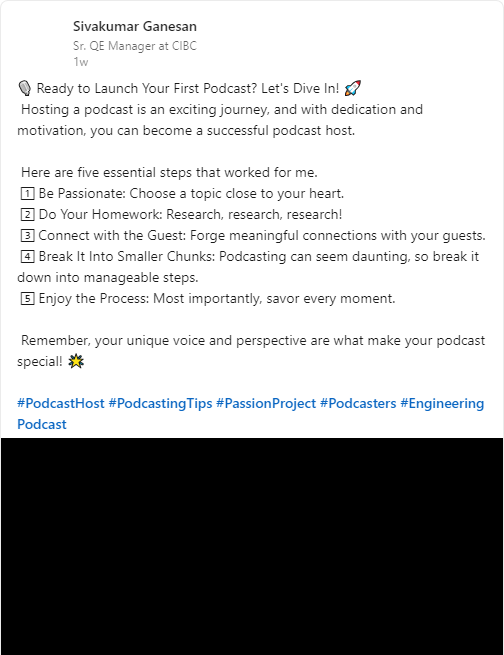 Sivakumar Ganesan
Sr. QE Manager at CIBC
1w
🎙 Ready to Launch Your First Podcast? Let's Dive In! 🚀
Hosting a podcast is an exciting journey, and with dedication and
motivation, you can become a successful podcast host.
Here are five essential steps that worked for me.
1️⃣ Be Passionate: Choose a topic close to your heart.
2️⃣ Do Your Homework: Research, research, research!
3️⃣ Connect with the Guest: Forge meaningful connections with your guests.
4️⃣ Break It Into Smaller Chunks: Podcasting can seem daunting, so break it
down into manageable steps.
5️⃣ Enjoy the Process: Most importantly, savor every moment.
Remember, your unique voice and perspective are what make your podcast
special! 🌟
#PodcastHost #PodcastingTips #PassionProject #Podcasters #Engineering
Podcast